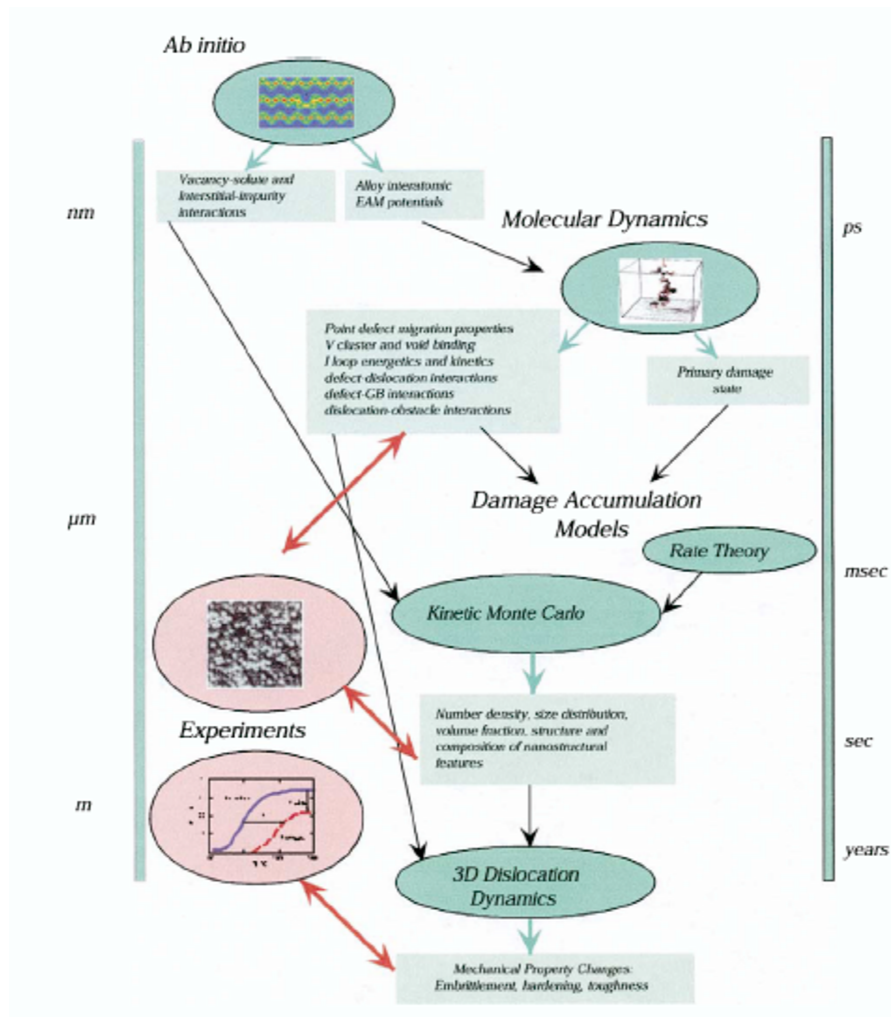 Ab initio
Vacancy-solute and
Interstitial-impurity
interactions
Alloy interatomic
EAM potentials
nm
Molecular Dynamics
ps
Point defect migration properties
V cluster and void binding
I loop energetics and kinetics
defect-dislocation interactions
defect-GB interactions
dislocation-obstacle interactions
Primary damage
state
μm
Damage Accumulation
Models
Rate Theory
msec
Kinetic Monte Carlo
Number density, size distribution,
volume fraction, structure and
composition of nanostructural
features
Experiments
sec
m
years
3D Dislocation
Dynamics
Mechanical Property Changes:
Embrittlement, hardening, toughness